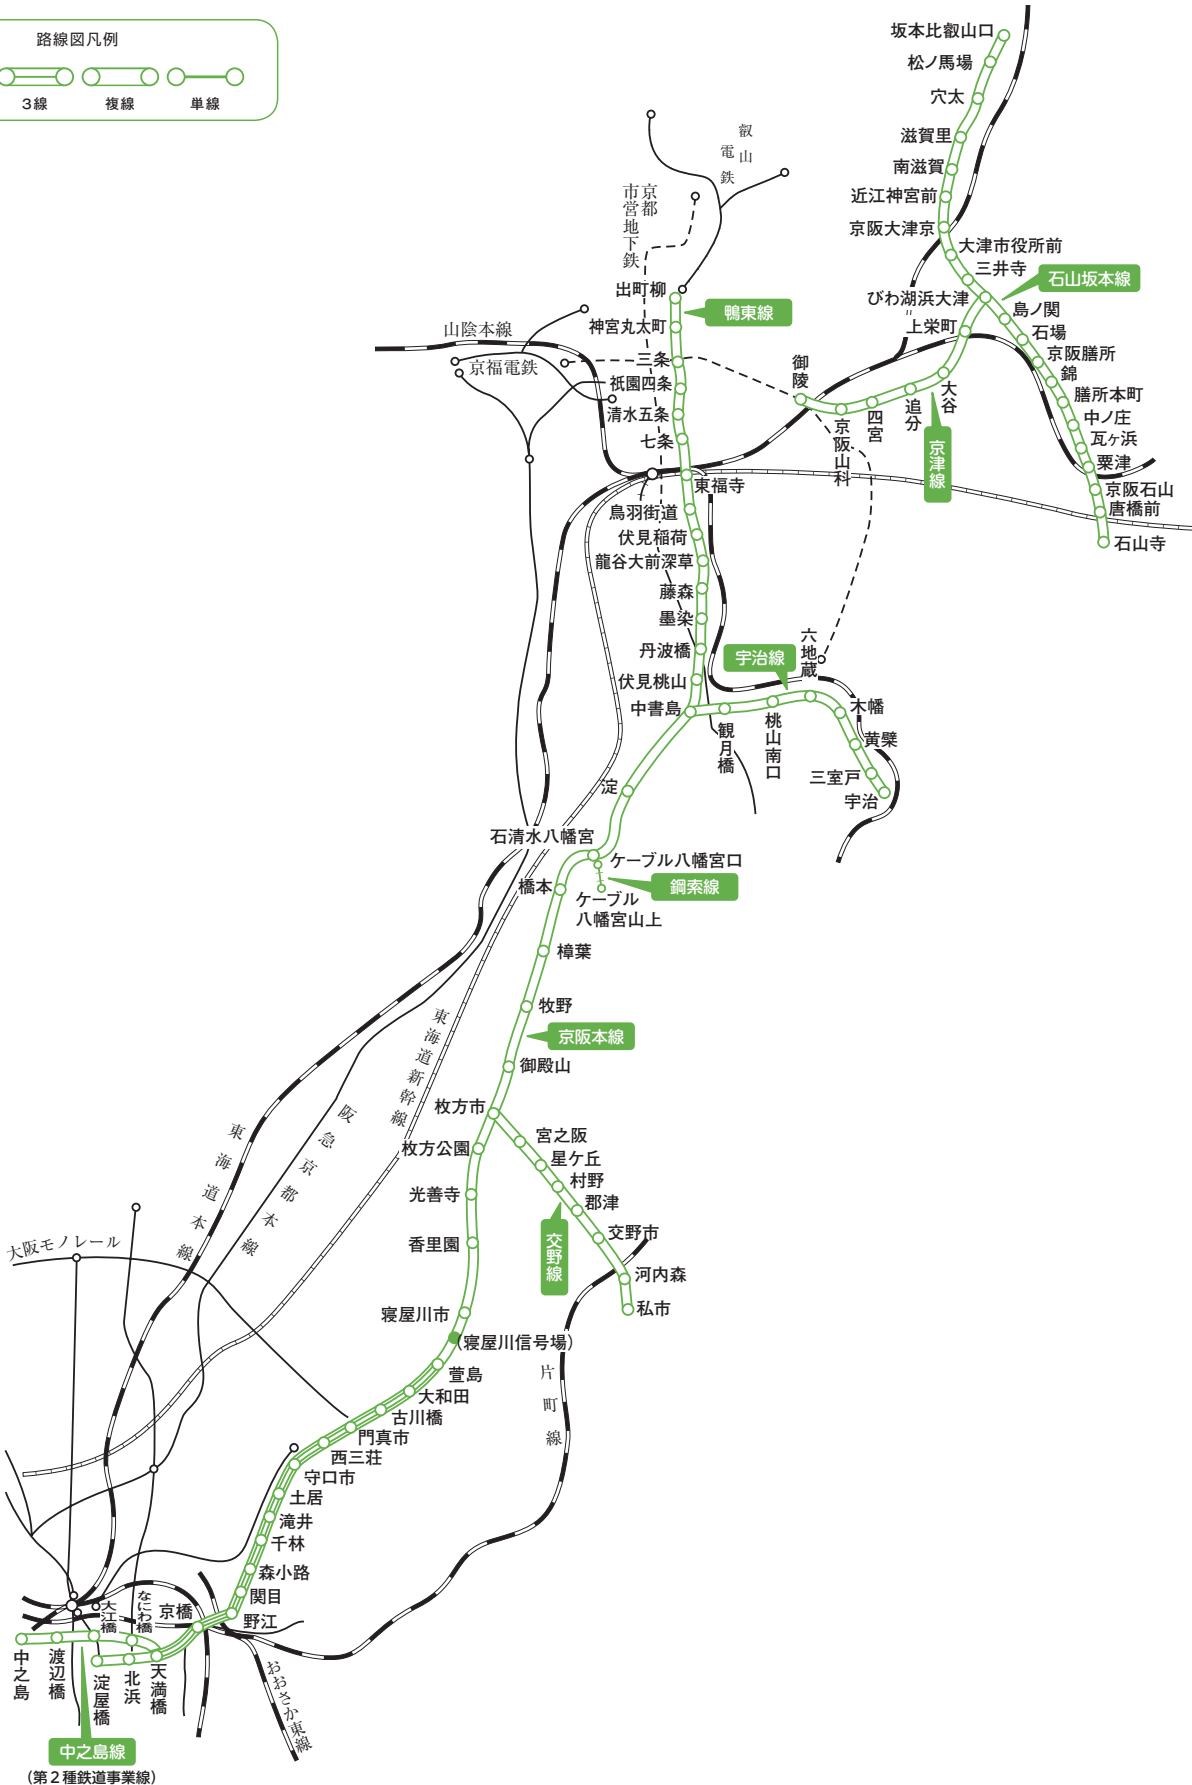 路線図凡例
3線
複線
単線
坂本比叡山口
松ノ馬場
穴太
滋賀里
南滋賀
近江神宮前
京阪大津京
大津市役所前
三井寺
石山坂本線
びわ湖浜大津
島ノ関
上栄町
石場
京阪膳所
錦
膳所本町
中ノ庄
瓦ヶ浜
粟津
京阪石山
唐橋前
石山寺
大谷
追分
四宮
京阪山科
御陵
京津線
叡山
電鉄
京都
市営地下鉄
山陰本線
京福電鉄
出町柳
鴨東線
神宮丸太町
三条
祇園四条
清水五条
七条
東福寺
鳥羽街道
伏見稲荷
龍谷大前深草
藤森
墨染
丹波橋
伏見桃山
中書島
宇治線
六地蔵
木幡
黄檗
三室戸
宇治
観月橋
桃山南口
淀
石清水八幡宮
ケーブル八幡宮口
鋼索線
ケーブル
八幡宮山上
橋本
樟葉
牧野
京阪本線
御殿山
枚方市
宮之阪
星ケ丘
村野
郡津
交野市
河内森
私市
交野線
枚方公園
光善寺
香里園
寝屋川市
(寝屋川信号場)
萱島
大和田
古川橋
門真市
西三荘
守口市
土居
滝井
千林
森小路
関目
野江
京橋
片町線
東海道新幹線
阪急京都本線
東海道本線
大阪モノレール
おおさか東線
なにわ橋
大江橋
中之島
渡辺橋
淀屋橋
北浜
天満橋
中之島線
(第2種鉄道事業線)